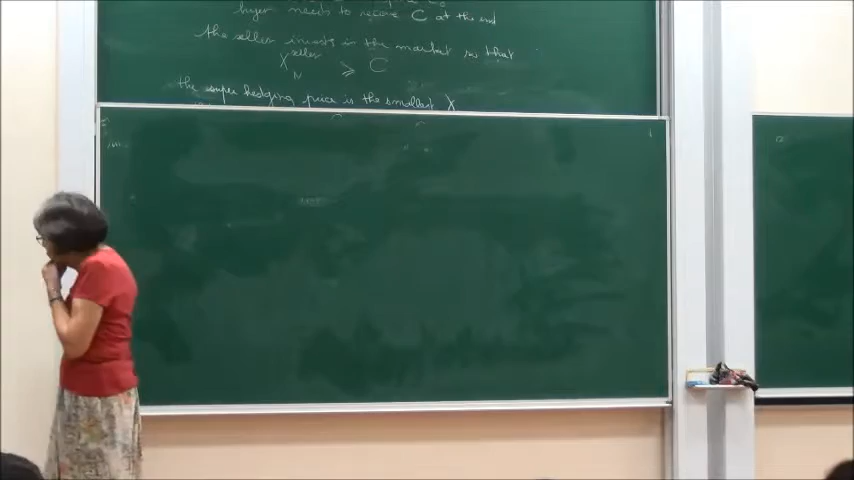 buyer needs to receive C at the end
the seller invests in the market so that
X seller N ⩾ C
the super hedging price is the smallest X